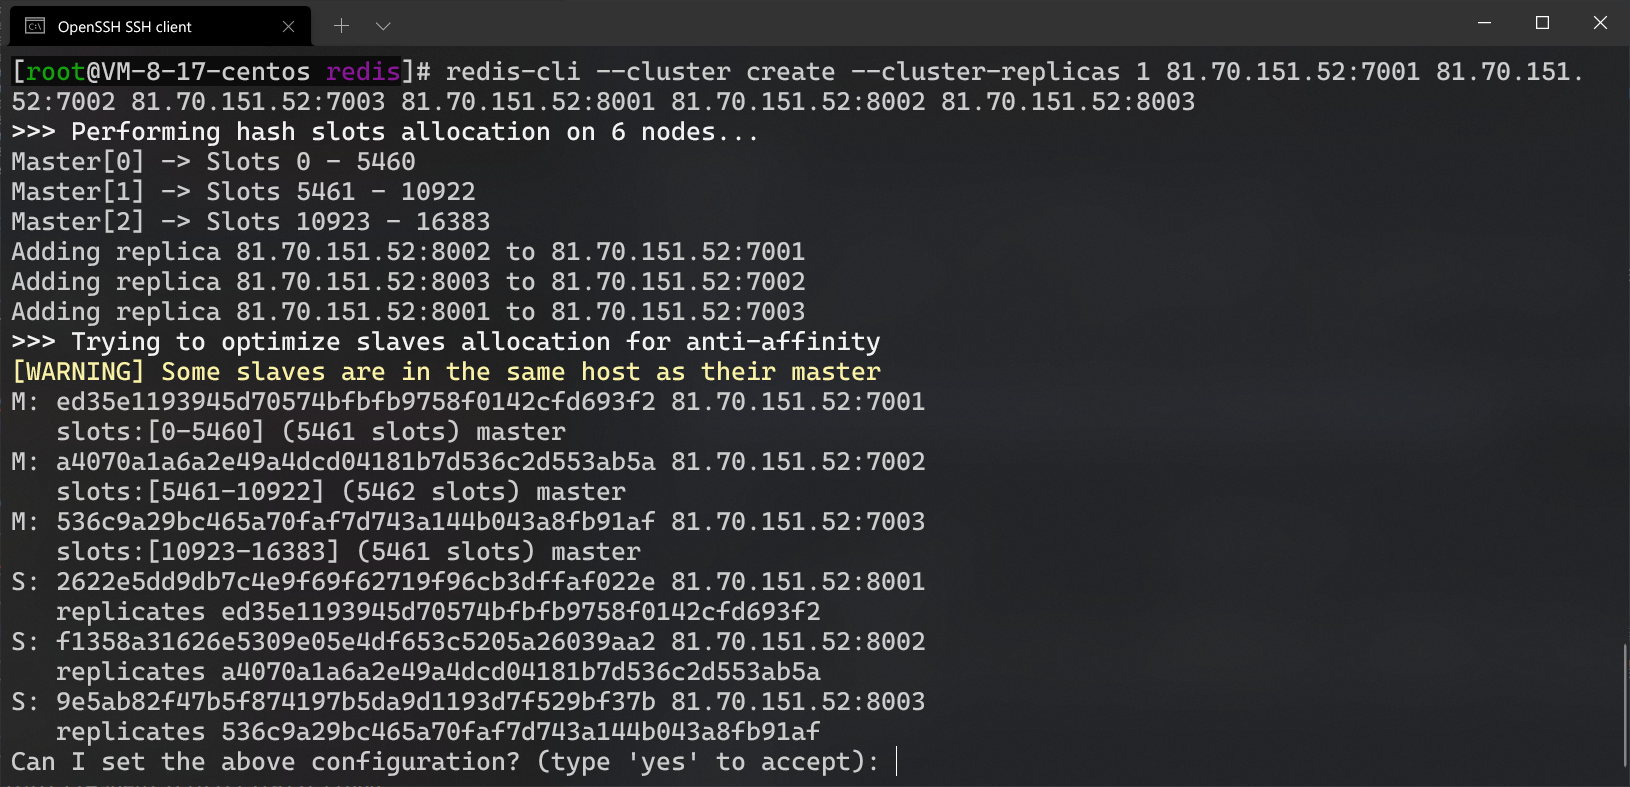 OpenSSH SSH client
[root@VM-8-17-centos redis]# redis-cli --cluster create --cluster-replicas 1 81.70.151.52:7001 81.70.151.
52:7002 81.70.151.52:7003 81.70.151.52:8001 81.70.151.52:8002 81.70.151.52:8003
>>> Performing hash slots allocation on 6 nodes...
Master[0] -> Slots 0 - 5460
Master[1] -> Slots 5461 - 10922
Master[2] -> Slots 10923 - 16383
Adding replica 81.70.151.52:8002 to 81.70.151.52:7001
Adding replica 81.70.151.52:8003 to 81.70.151.52:7002
Adding replica 81.70.151.52:8001 to 81.70.151.52:7003
>>> Trying to optimize slaves allocation for anti-affinity
[WARNING] Some slaves are in the same host as their master
M: ed35e1193945d70574bfbfb9758f0142cfd693f2 81.70.151.52:7001
   slots:[0-5460] (5461 slots) master
M: a4070a1a6a2e49a4dcd04181b7d536c2d553ab5a 81.70.151.52:7002
   slots:[5461-10922] (5462 slots) master
M: 536c9a29bc465a70faf7d743a144b043a8fb91af 81.70.151.52:7003
   slots:[10923-16383] (5461 slots) master
S: 2622e5dd9db7c4e9f69f62719f96cb3dffaf022e 81.70.151.52:8001
   replicates ed35e1193945d70574bfbfb9758f0142cfd693f2
S: f1358a31626e5309e05e4df653c5205a26039aa2 81.70.151.52:8002
   replicates a4070a1a6a2e49a4dcd04181b7d536c2d553ab5a
S: 9e5ab82f47b5f874197b5da9d1193d7f529bf37b 81.70.151.52:8003
   replicates 536c9a29bc465a70faf7d743a144b043a8fb91af
Can I set the above configuration? (type 'yes' to accept):